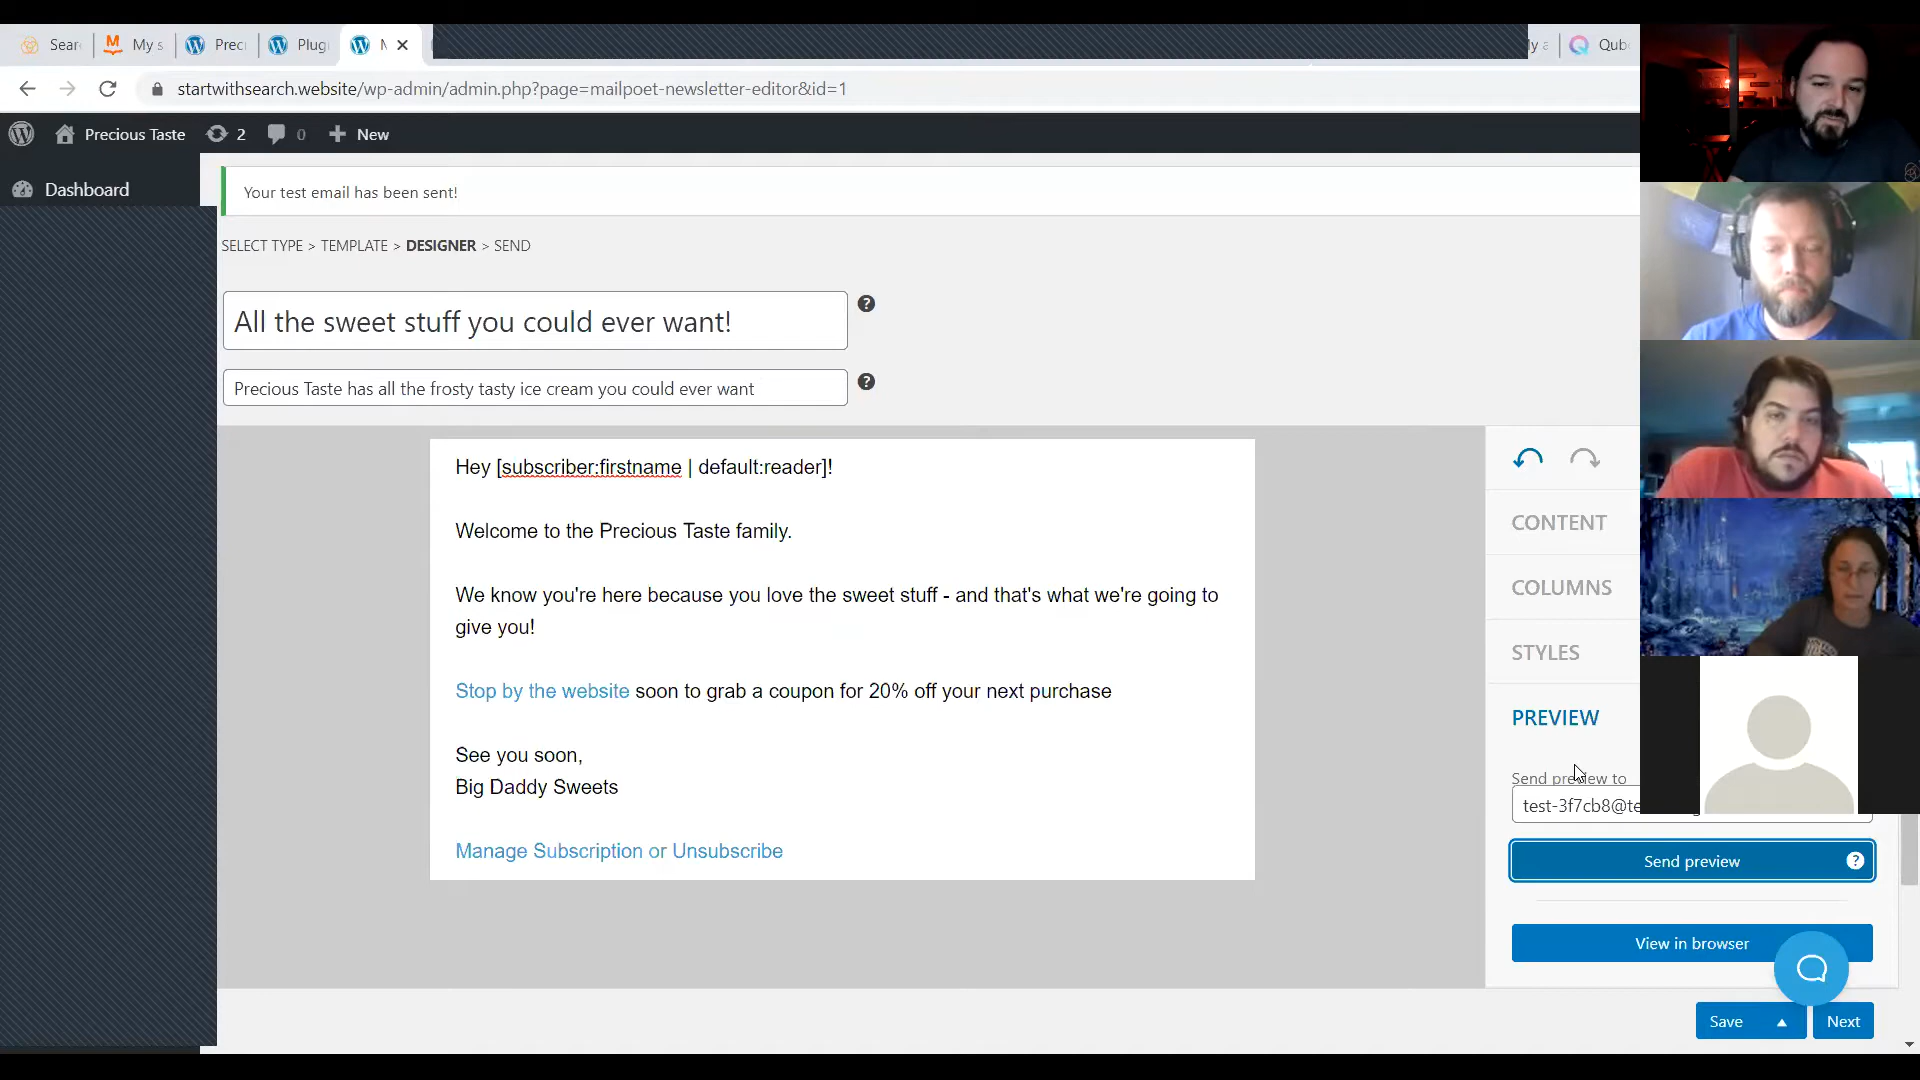 Sear
My s
Prec
Plugi
ly a
Qub
startwithsearch.website/wp-admin/admin.php?page=mailpoet-newsletter-editor&id=1
Precious Taste
2
0
New
Dashboard
Your test email has been sent!
SELECT TYPE > TEMPLATE > DESIGNER > SEND
All the sweet stuff you could ever want!
Precious Taste has all the frosty tasty ice cream you could ever want
Hey [subscriber:firstname | default:reader]!
Welcome to the Precious Taste family.
We know you're here because you love the sweet stuff - and that's what we're going to
give you!
Stop by the website soon to grab a coupon for 20% off your next purchase
See you soon,
Big Daddy Sweets
Manage Subscription or Unsubscribe
CONTENT
COLUMNS
STYLES
PREVIEW
Send preview to
test-3f7cb8@te
Send preview
View in browser
Save
Next